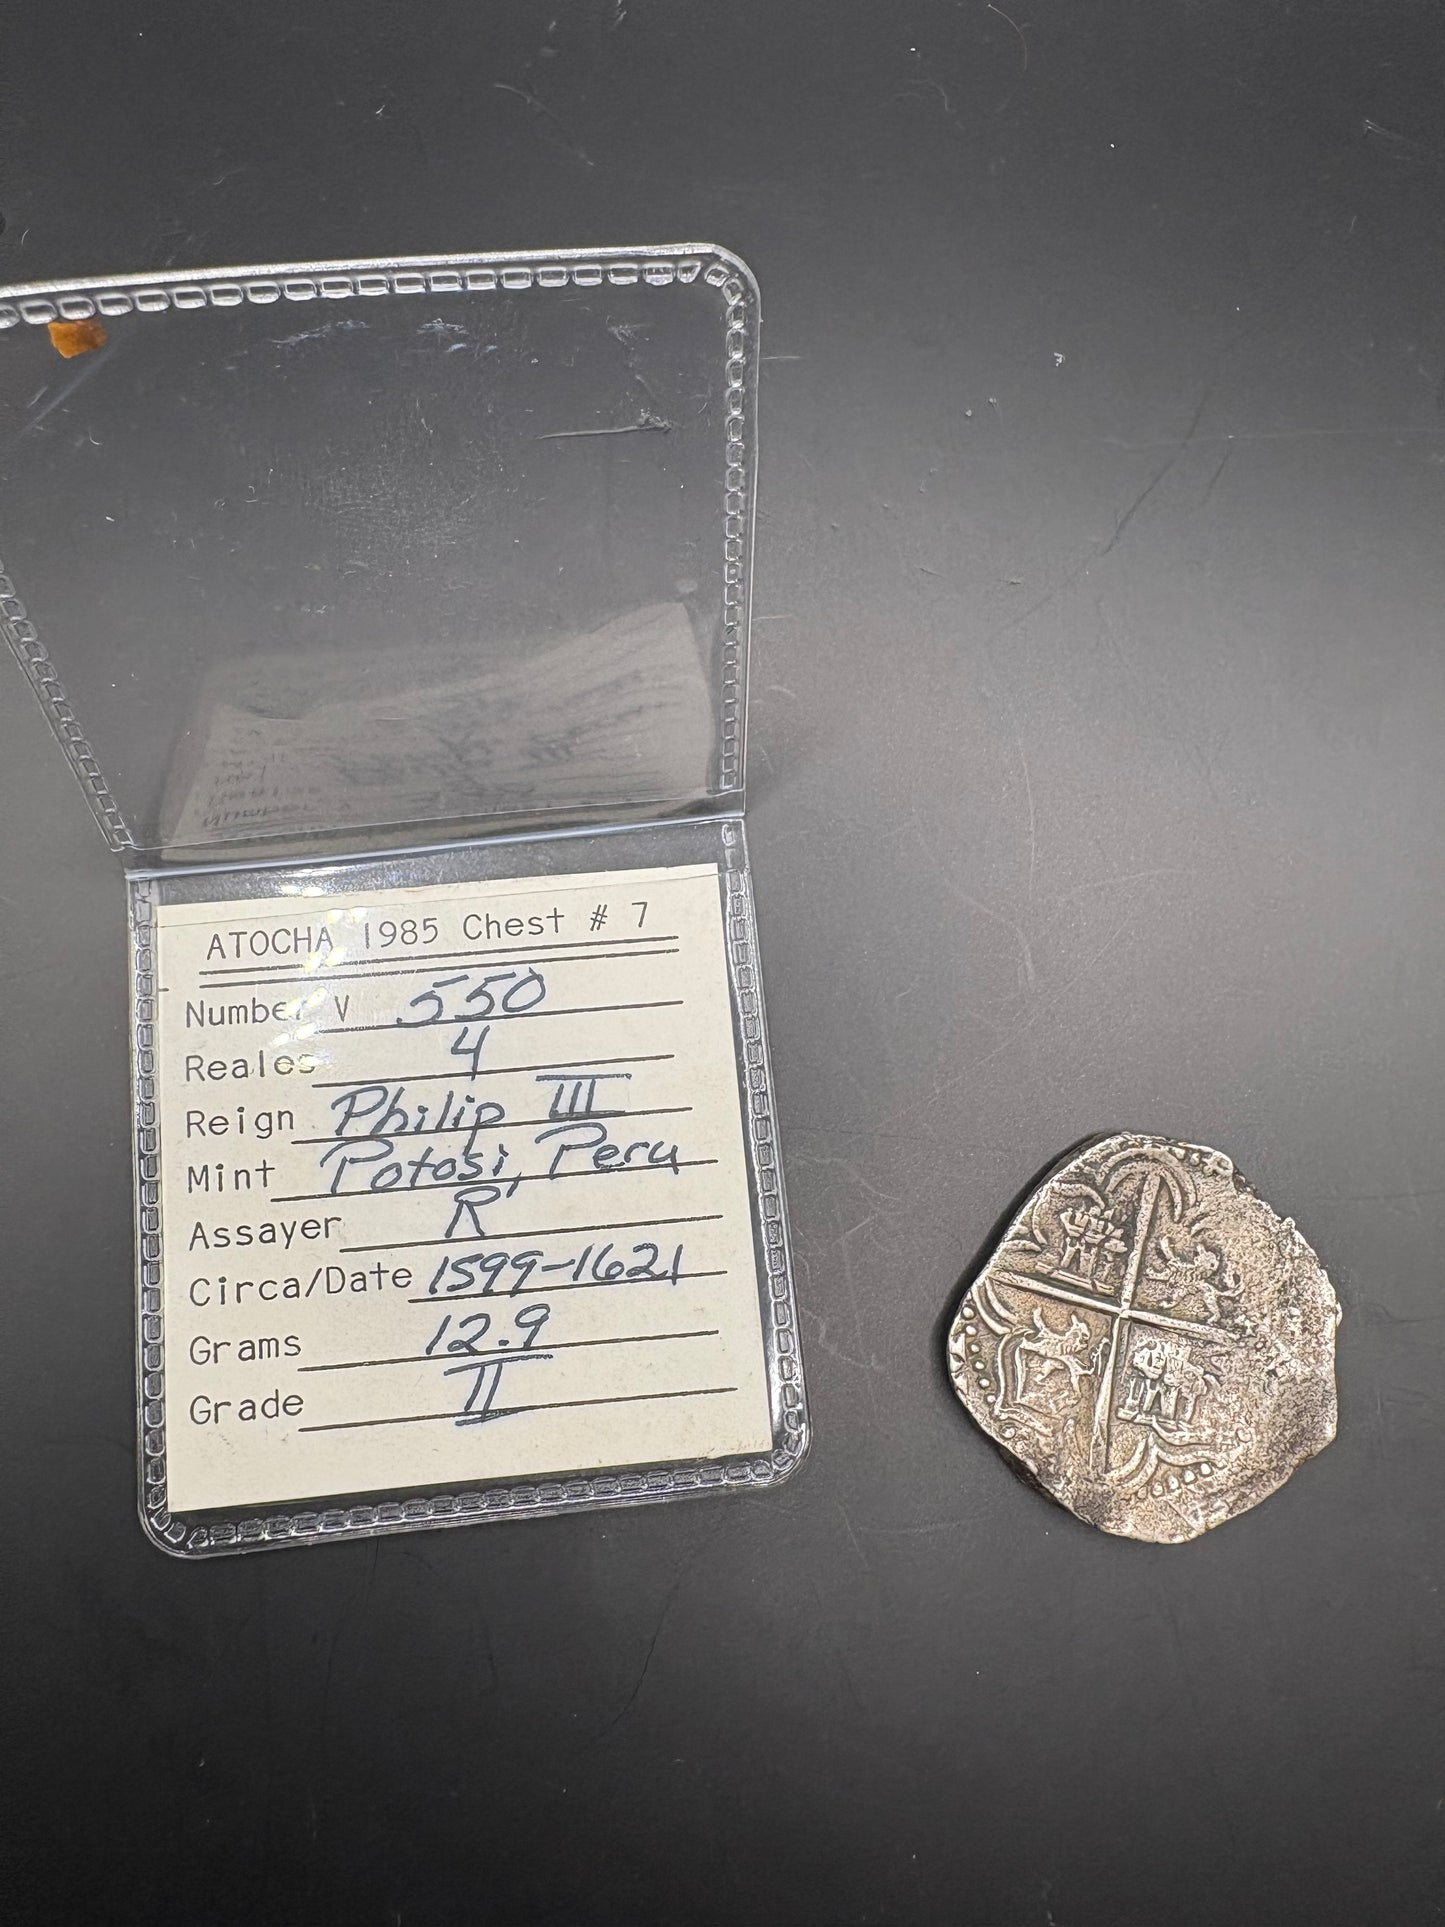 ATOCHA 1985 Chest # 7
Number V 550
Reales 4
Reign Philip III
Mint Potosi, Peru
Assayer R
Circa/Date 1599-1621
Grams 12.9
Grade II